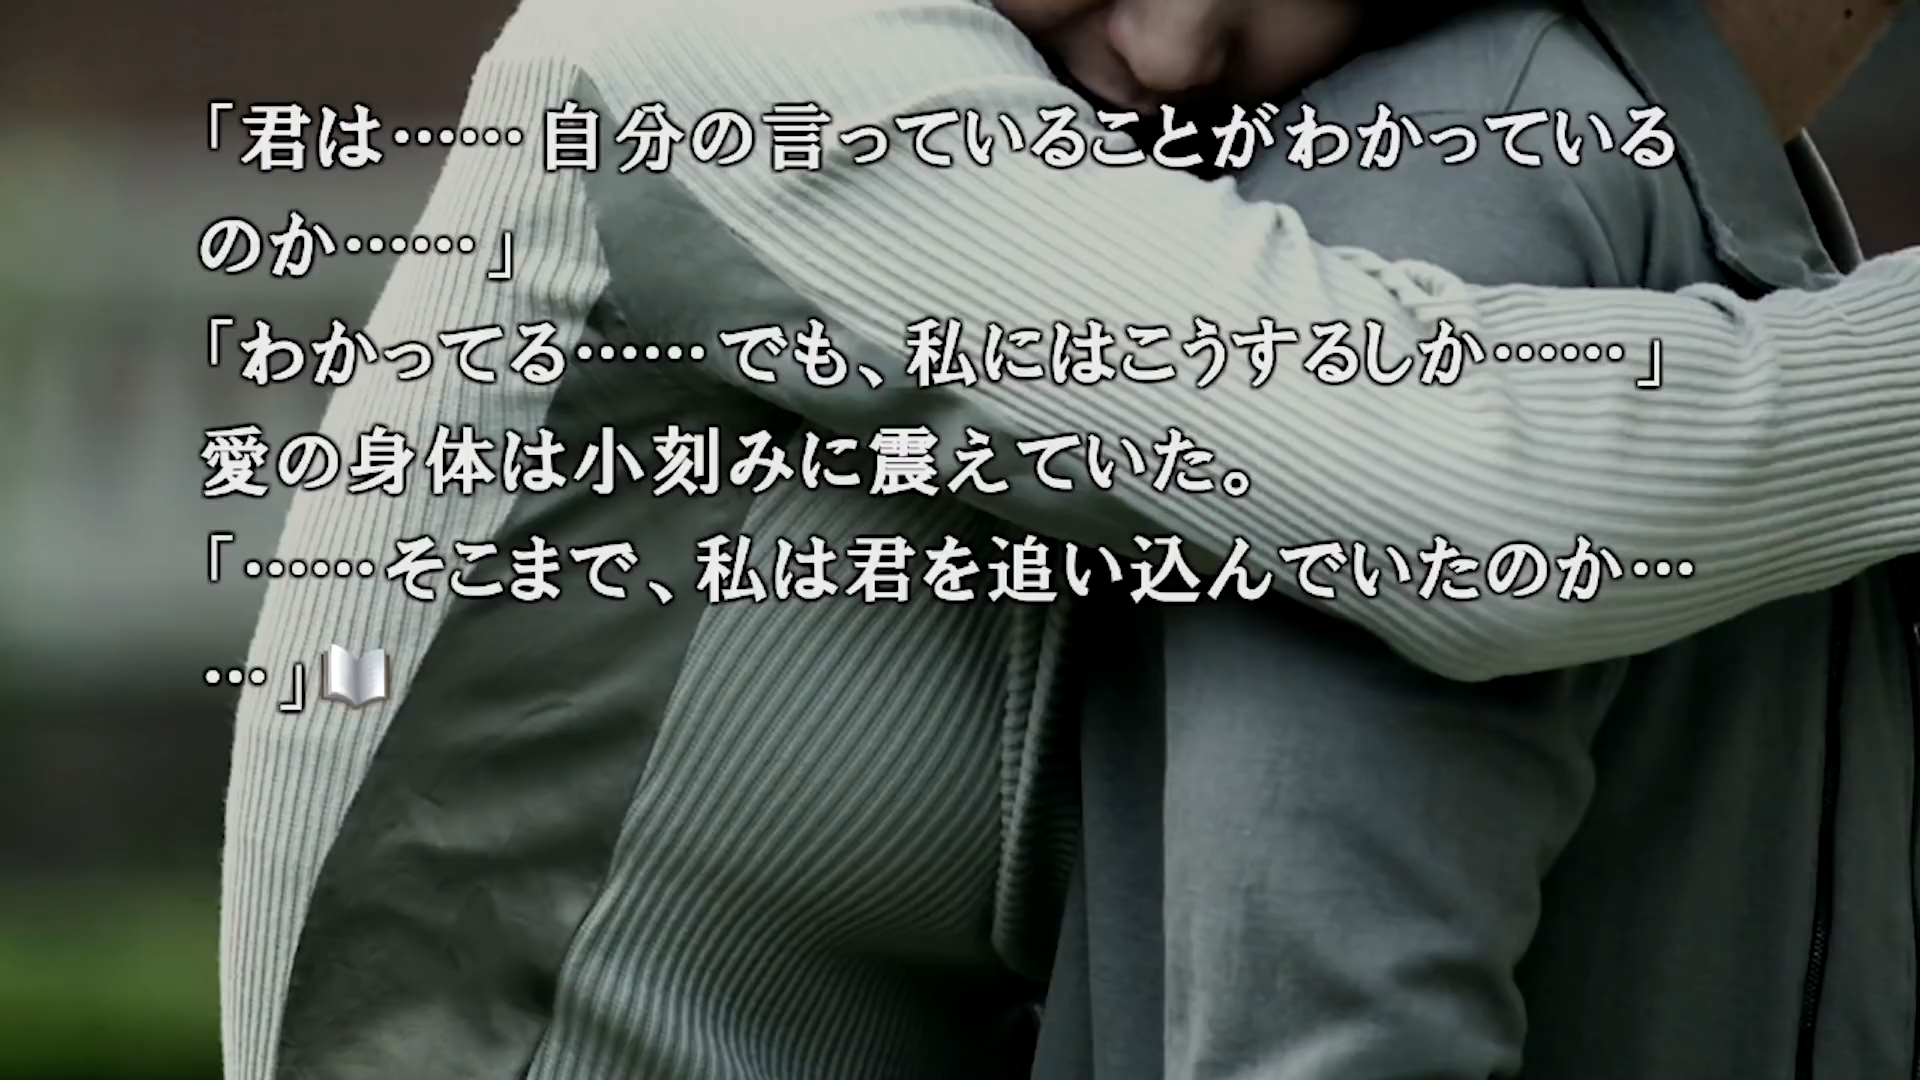 「君は……自分の言っていることがわかっている
のか……」
「わかってる……でも、私にはこうするしか……」
愛の身体は小刻みに震えていた。
「……そこまで、私は君を追い込んでいたのか…
…」